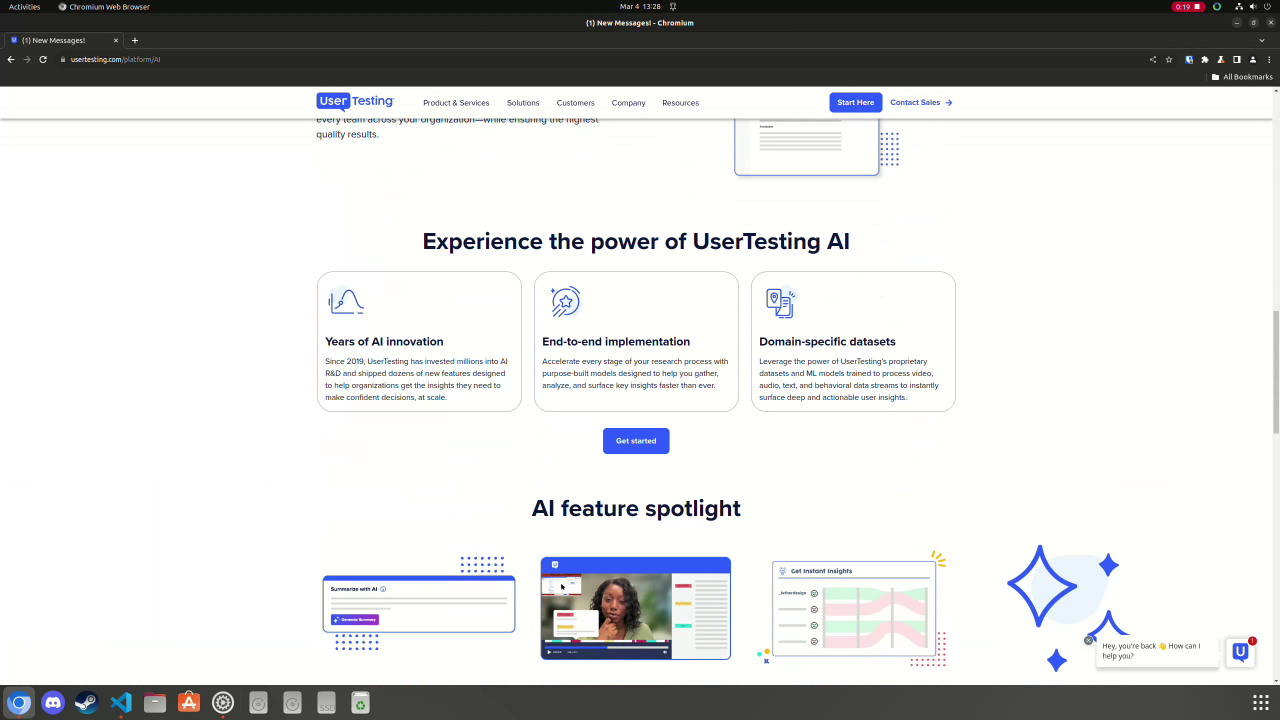 Activities
Chromium Web Browser
Mar 4 13:28
0:19
(1) New Messages! - Chromium
(1) New Messages!
usertesting.com/platform/AI
All Bookmarks
User Testing
Product & Services
Solutions
Customers
Company
Resources
Start Here
Contact Sales
every team across your organization—while ensuring the highest
quality results.
Experience the power of UserTesting AI
Years of AI innovation
Since 2019, UserTesting has invested millions into AI
R&D and shipped dozens of new features designed
to help organizations get the insights they need to
make confident decisions, at scale.
End-to-end implementation
Accelerate every stage of your research process with
purpose-built models designed to help you gather,
analyze, and surface key insights faster than ever.
Domain-specific datasets
Leverage the power of UserTesting's proprietary
datasets and ML models trained to process video,
audio, text, and behavioral data streams to instantly
surface deep and actionable user insights.
Get started
AI feature spotlight
Summarize with AI
Generate Summary
Get Instant Insights
Hey, you're back 👋 How can I
help you?
1
SSD